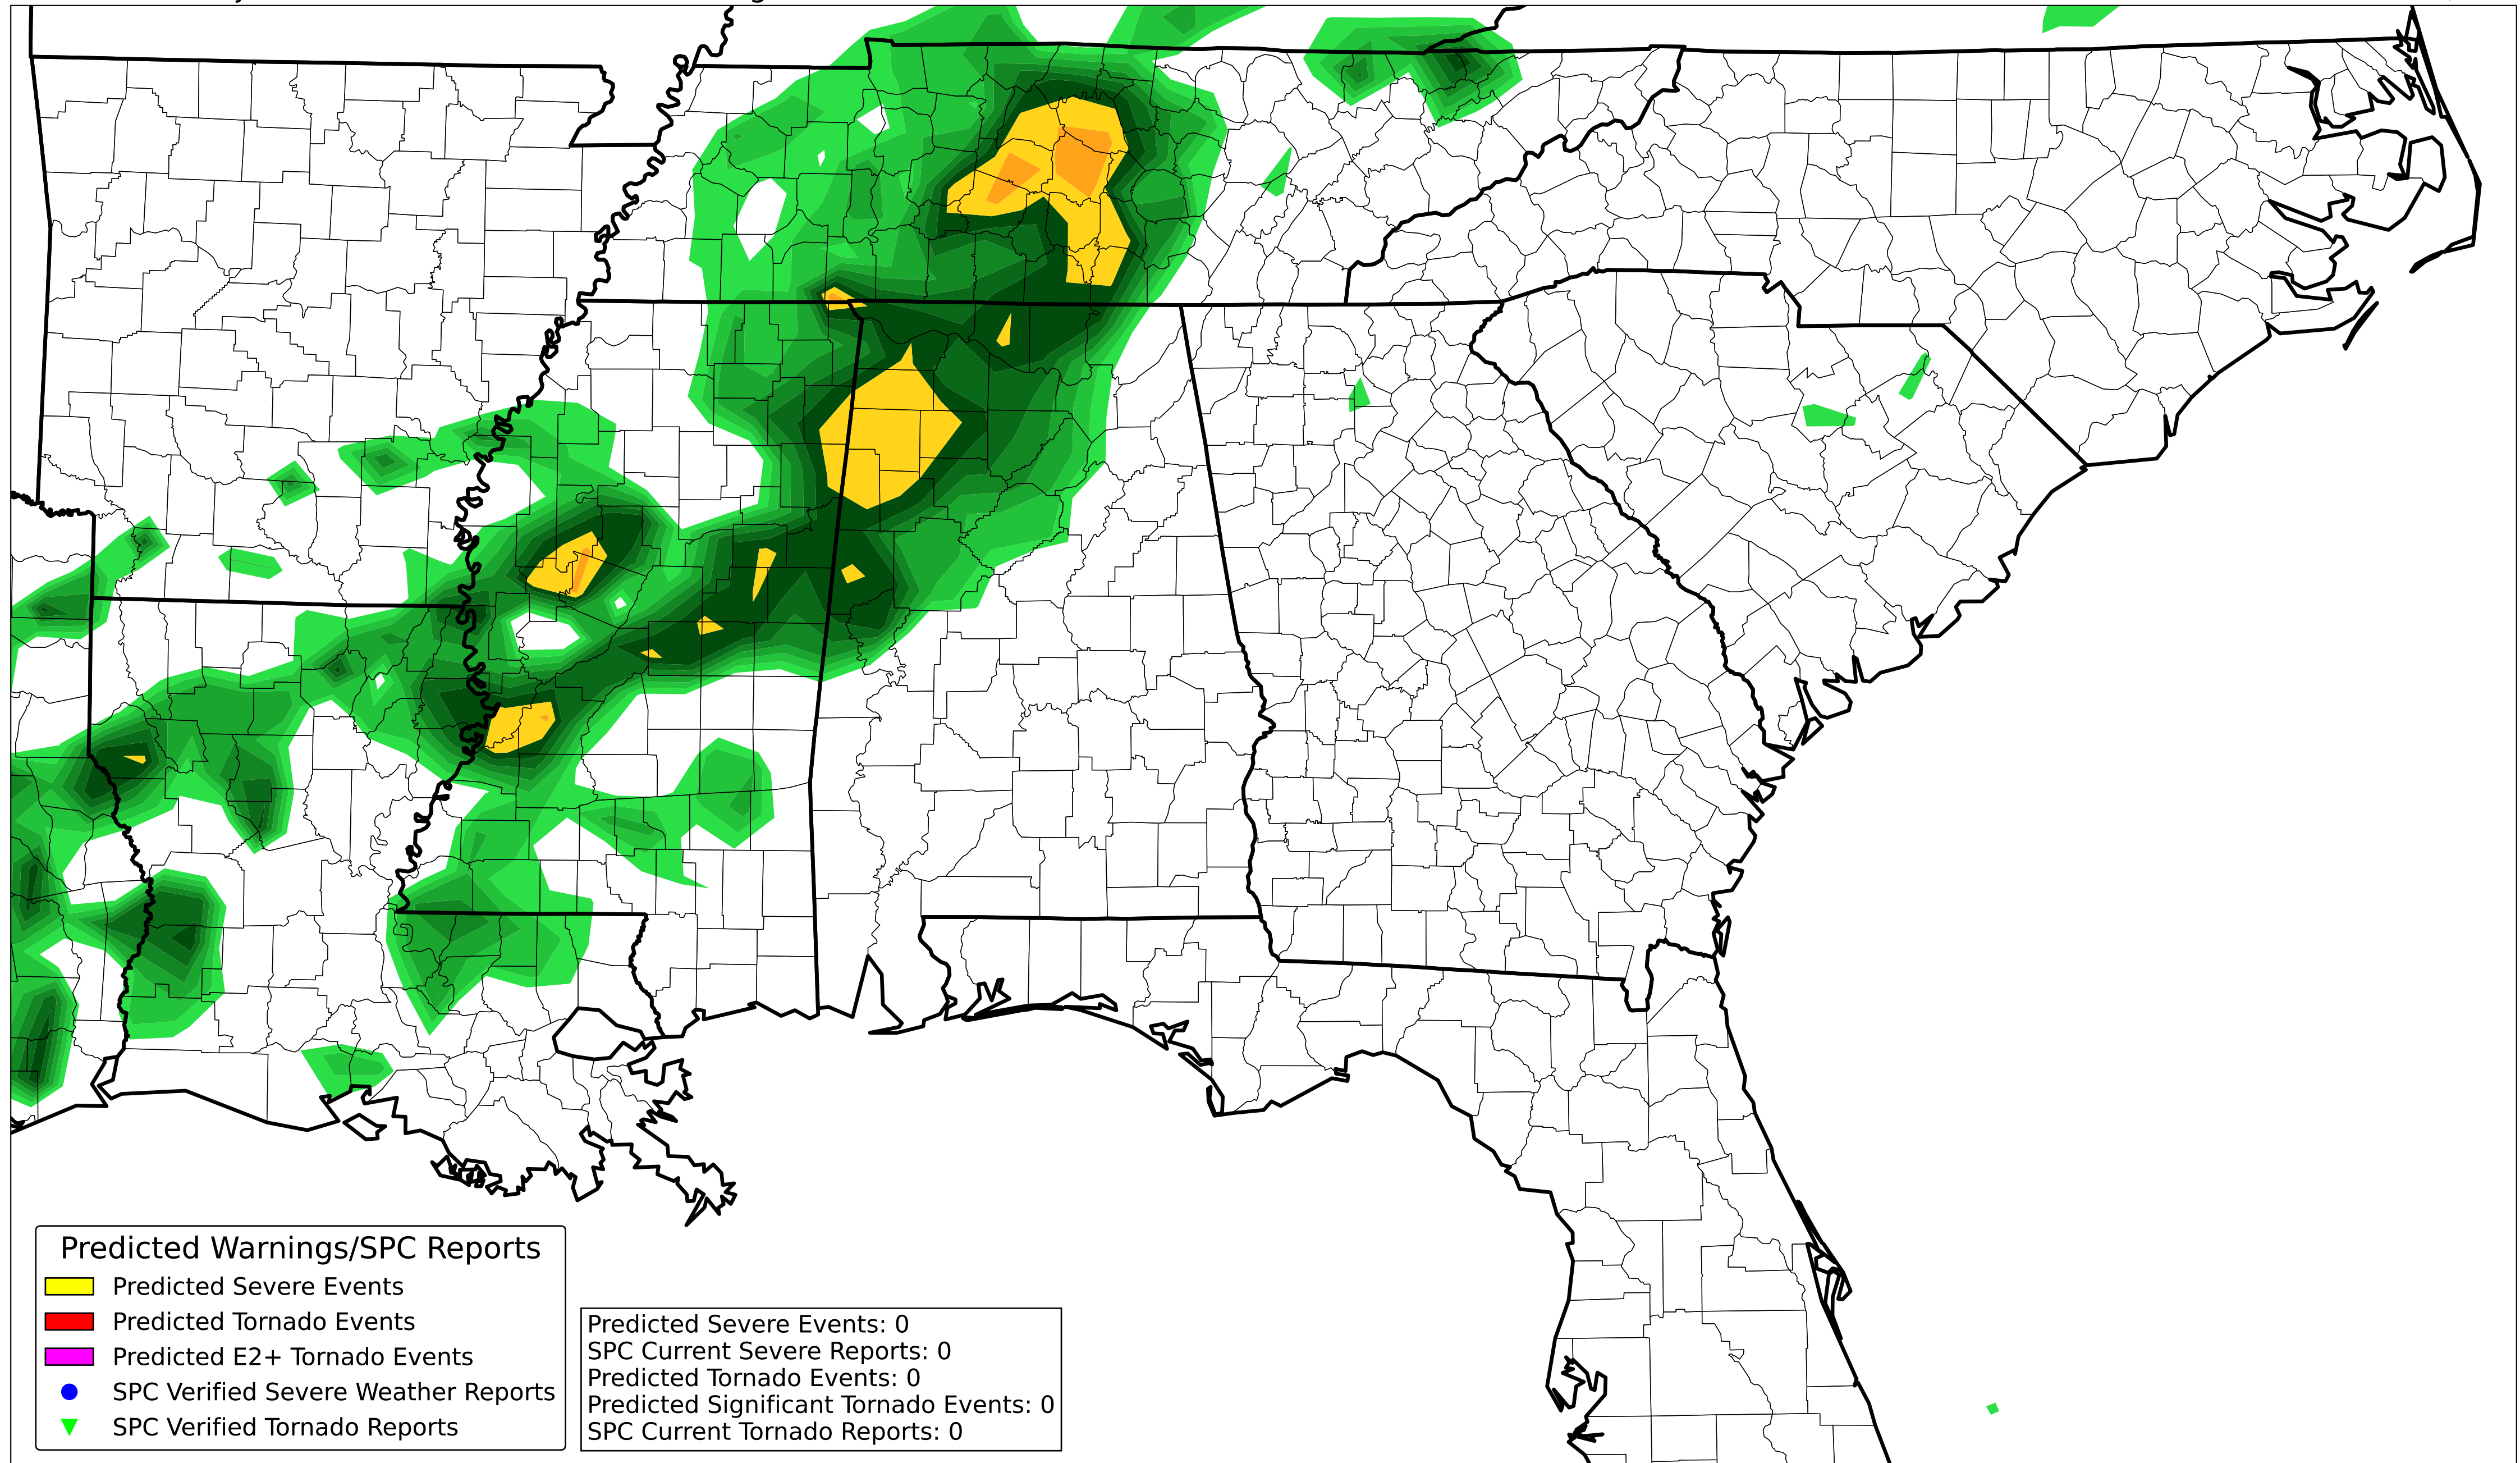 Predicted Warnings/SPC Reports
Predicted Severe Events
Predicted Tornado Events
Predicted E2+ Tornado Events
SPC Verified Severe Weather Reports
SPC Verified Tornado Reports
Predicted Severe Events: 0
SPC Current Severe Reports: 0
Predicted Tornado Events: 0
Predicted Significant Tornado Events: 0
SPC Current Tornado Reports: 0